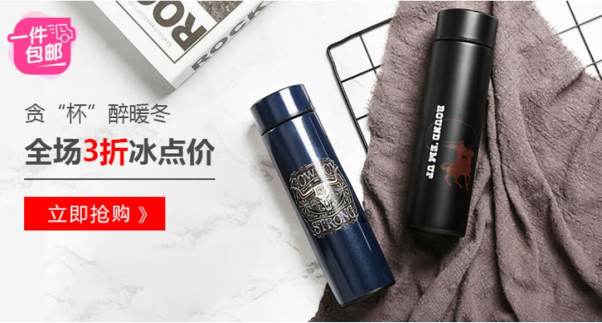 一件
包邮
ROCK
ROCK
贪“杯”醉暖冬
全场3折冰点价
立即抢购 》
COWBOY
STRONG
ROUND 'EM UP